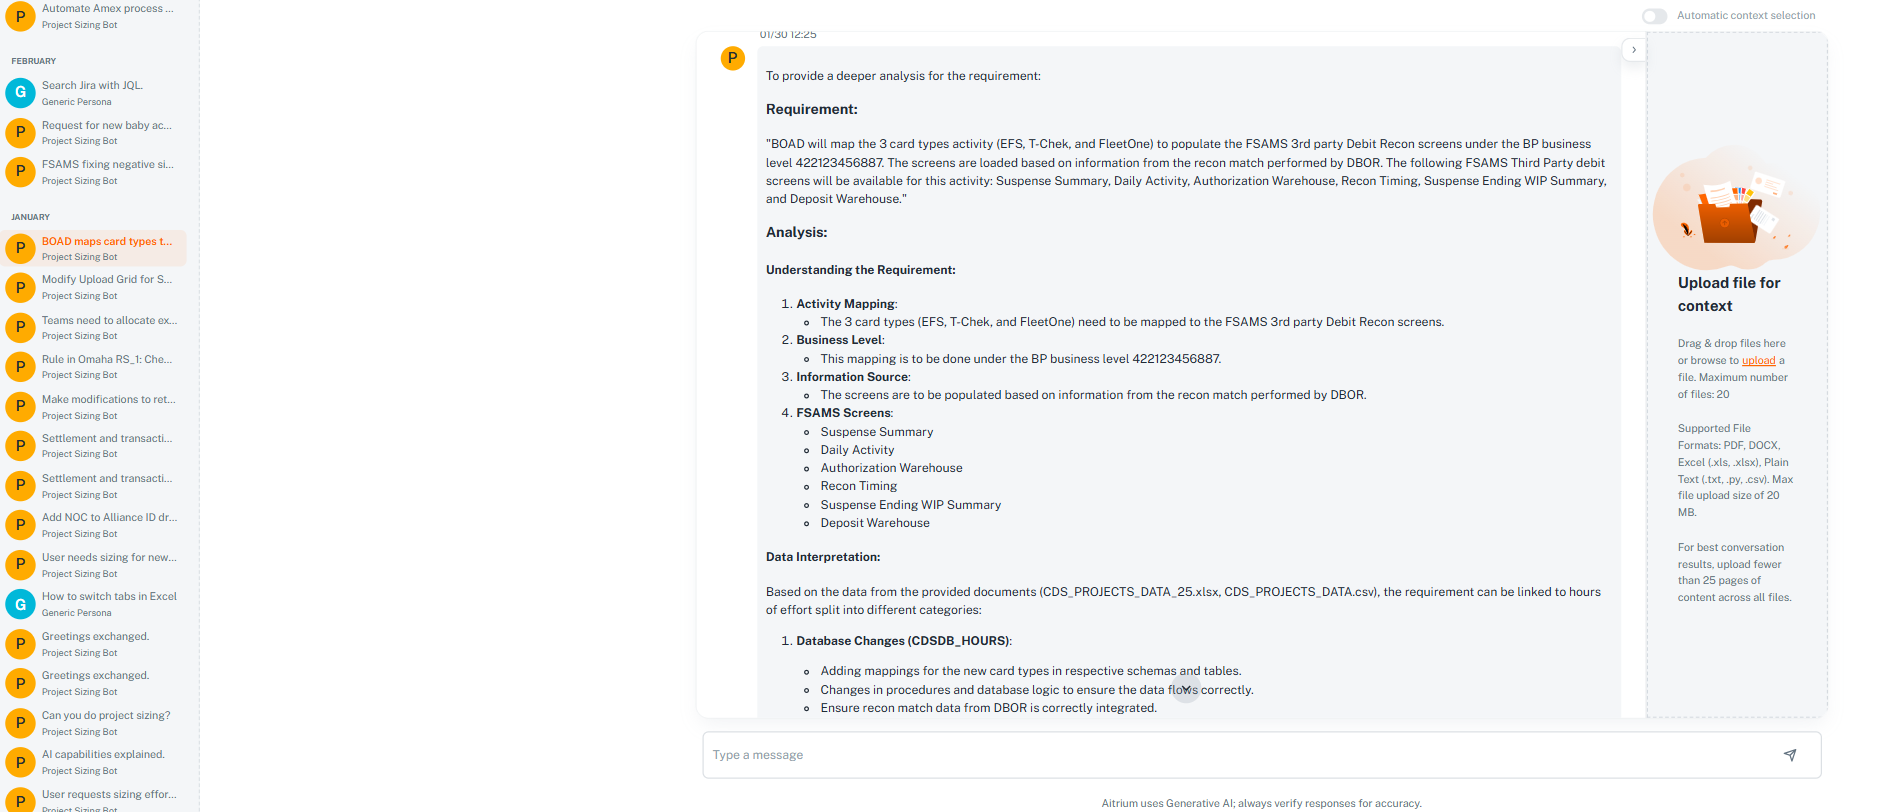 P
Automate Amex process ...
Project Sizing Bot
FEBRUARY
G
Search Jira with JQL.
Generic Persona
P
Request for new baby ac...
Project Sizing Bot
P
FSAMS fixing negative si...
Project Sizing Bot
JANUARY
P
BOAD maps card types t...
Project Sizing Bot
P
Modify Upload Grid for S...
Project Sizing Bot
P
Teams need to allocate ex...
Project Sizing Bot
P
Rule in Omaha RS_1: Che...
Project Sizing Bot
P
Make modifications to ret...
Project Sizing Bot
P
Settlement and transacti...
Project Sizing Bot
P
Settlement and transacti...
Project Sizing Bot
P
Add NOC to Alliance ID dr...
Project Sizing Bot
P
User needs sizing for new...
Project Sizing Bot
G
How to switch tabs in Excel
Generic Persona
P
Greetings exchanged.
Project Sizing Bot
P
Greetings exchanged.
Project Sizing Bot
P
Can you do project sizing?
Project Sizing Bot
P
AI capabilities explained.
Project Sizing Bot
P
User requests sizing effor...
Project Sizing Bot
Automatic context selection
01/30 12:25
P
To provide a deeper analysis for the requirement:
Requirement:
"BOAD will map the 3 card types activity (EFS, T-Chek, and FleetOne) to populate the FSAMS 3rd party Debit Recon screens under the BP business
level 422123456887. The screens are loaded based on information from the recon match performed by DBOR. The following FSAMS Third Party debit
screens will be available for this activity: Suspense Summary, Daily Activity, Authorization Warehouse, Recon Timing, Suspense Ending WIP Summary,
and Deposit Warehouse."
Analysis:
Understanding the Requirement:
1. Activity Mapping:
The 3 card types (EFS, T-Chek, and FleetOne) need to be mapped to the FSAMS 3rd party Debit Recon screens.
2. Business Level:
This mapping is to be done under the BP business level 422123456887.
3. Information Source:
The screens are to be populated based on information from the recon match performed by DBOR.
4. FSAMS Screens:
Suspense Summary
Daily Activity
Authorization Warehouse
Recon Timing
Suspense Ending WIP Summary
Deposit Warehouse
Data Interpretation:
Based on the data from the provided documents (CDS_PROJECTS_DATA_25.xlsx, CDS_PROJECTS_DATA.csv), the requirement can be linked to hours
of effort split into different categories:
1. Database Changes (CDSDB_HOURS):
Adding mappings for the new card types in respective schemas and tables.
Changes in procedures and database logic to ensure the data flows correctly.
Ensure recon match data from DBOR is correctly integrated.
Upload file for
context
Drag & drop files here
or browse to upload a
file. Maximum number
of files: 20
Supported File
Formats: PDF, DOCX,
Excel (.xls, .xlsx), Plain
Text (.txt, .py, .csv). Max
file upload size of 20
MB.
For best conversation
results, upload fewer
than 25 pages of
content across all files.
Type a message
Aitrium uses Generative AI; always verify responses for accuracy.